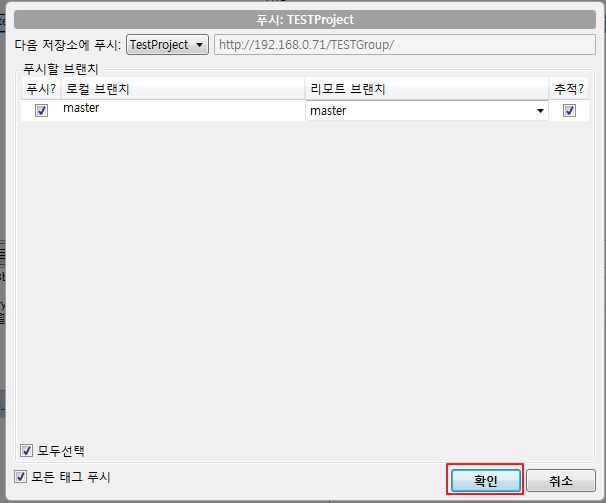 푸시: TESTProject
다음 저장소에 푸시: TestProject http://192.168.0.71/TESTGroup/
푸시할 브랜치
푸시? 로컬 브랜치 리모트 브랜치 추적?
master master
모두선택
모든 태그 푸시
확인 취소